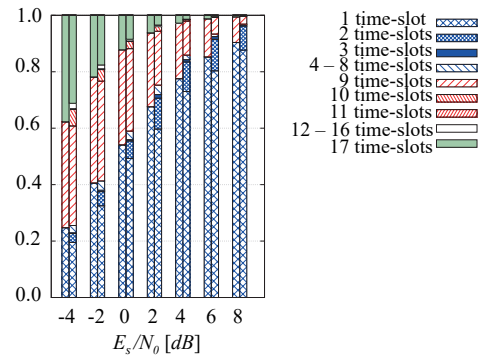 1.0
0.8
0.6
0.4
0.2
0.0
-4 -2 0 2 4 6 8
E_s/N_0 [dB]
1 time-slot
2 time-slots
3 time-slots
4 – 8 time-slots
9 time-slots
10 time-slots
11 time-slots
12 – 16 time-slots
17 time-slots